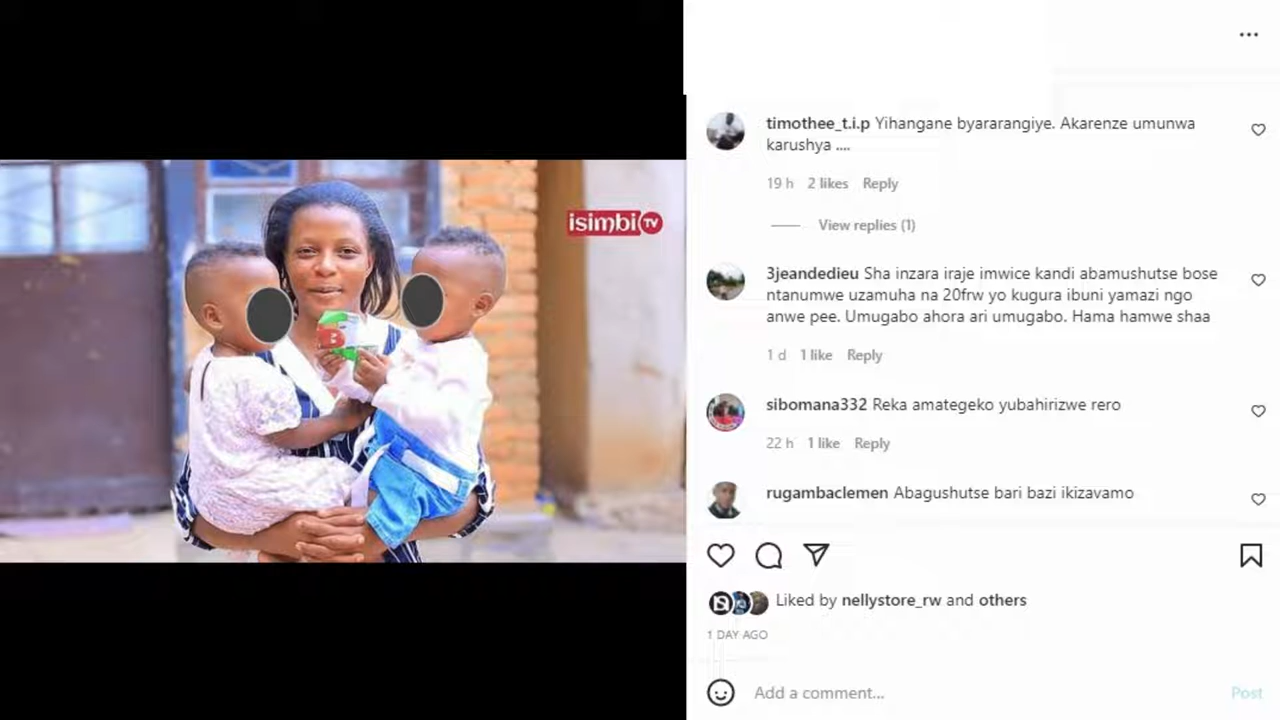 isimbi TV
timothee_t.i.p Yihangane byararangiye. Akarenze umunwa
karushya ....
19 h 2 likes Reply
View replies (1)
3jeandedieu Sha inzara iraje imwice kandi abamushutse bose
ntanumwe uzamuha na 20frw yo kugura ibuni yamazi ngo
anwe pee. Umugabo ahora ari umugabo. Hama hamwe shaa
1 d 1 like Reply
sibomana332 Reka amategeko yubahirizwe rero
22 h 1 like Reply
rugambaclemen Abagushutse bari bazi ikizavamo
Liked by nellystore_rw and others
1 DAY AGO
Add a comment... Post